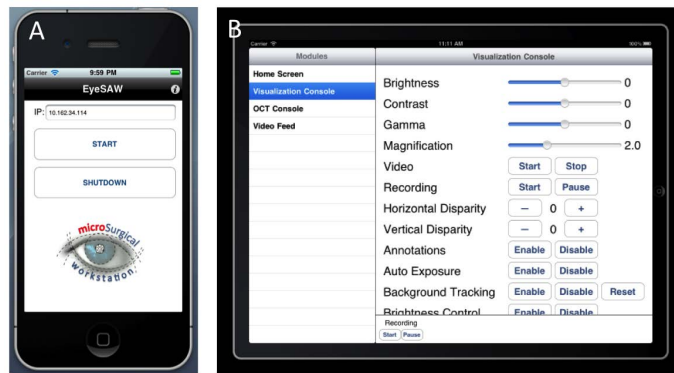 A
Carrier 9:59 PM
EyeSAW
IP: 10.162.34.114
START
SHUTDOWN
microSurgical
Workstation
B
Carrier 11:11 AM 100%
Modules
Home Screen
Visualization Console
OCT Console
Video Feed
Visualization Console
Brightness 0
Contrast 0
Gamma 0
Magnification 2.0
Video Start Stop
Recording Start Pause
Horizontal Disparity – 0 +
Vertical Disparity – 0 +
Annotations Enable Disable
Auto Exposure Enable Disable
Background Tracking Enable Disable Reset
Brightness Control Enable Disable
Recording
Start Pause